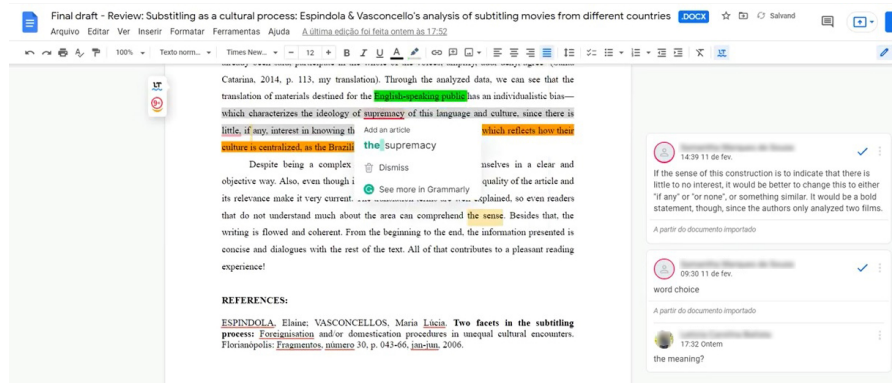 Final draft - Review: Substitling as a cultural process: Espindola & Vasconcello's analysis of subtitling movies from different countries .DOCX Salvand
Arquivo Editar Ver Inserir Formatar Ferramentas Ajuda A última edição foi feita ontem às 17:52
100% Texto norm... Times New... 12 B I U A
Catarina, 2014, p. 113, my translation). Through the analyzed data, we can see that the
translation of materials destined for the English-speaking public has an individualistic bias—
which characterizes the ideology of supremacy of this language and culture, since there is
little, if any, interest in knowing th which reflects how their
culture is centralized, as the Brazili
Add an article
the supremacy
Dismiss
See more in Grammarly
Despite being a complex mselves in a clear and
objective way. Also, even though i quality of the article and
its relevance make it very current. explained, so even readers
that do not understand much about the area can comprehend the sense. Besides that, the
writing is flowed and coherent. From the beginning to the end, the information presented is
concise and dialogues with the rest of the text. All of that contributes to a pleasant reading
experience!
REFERENCES:
ESPINDOLA, Elaine; VASCONCELLOS, Maria Lúcia. Two facets in the subtitling
process: Foreignisation and/or domestication procedures in unequal cultural encounters.
Florianópolis: Fragmentos, número 30, p. 043-66, jan-jun, 2006.
LT
9+
14:39 11 de fev.
If the sense of this construction is to indicate that there is
little to no interest, it would be better to change this to either
"if any" or "or none", or something similar. It would be a bold
statement, though, since the authors only analyzed two films.
A partir do documento importado
09:30 11 de fev.
word choice
A partir do documento importado
17:32 Ontem
the meaning?